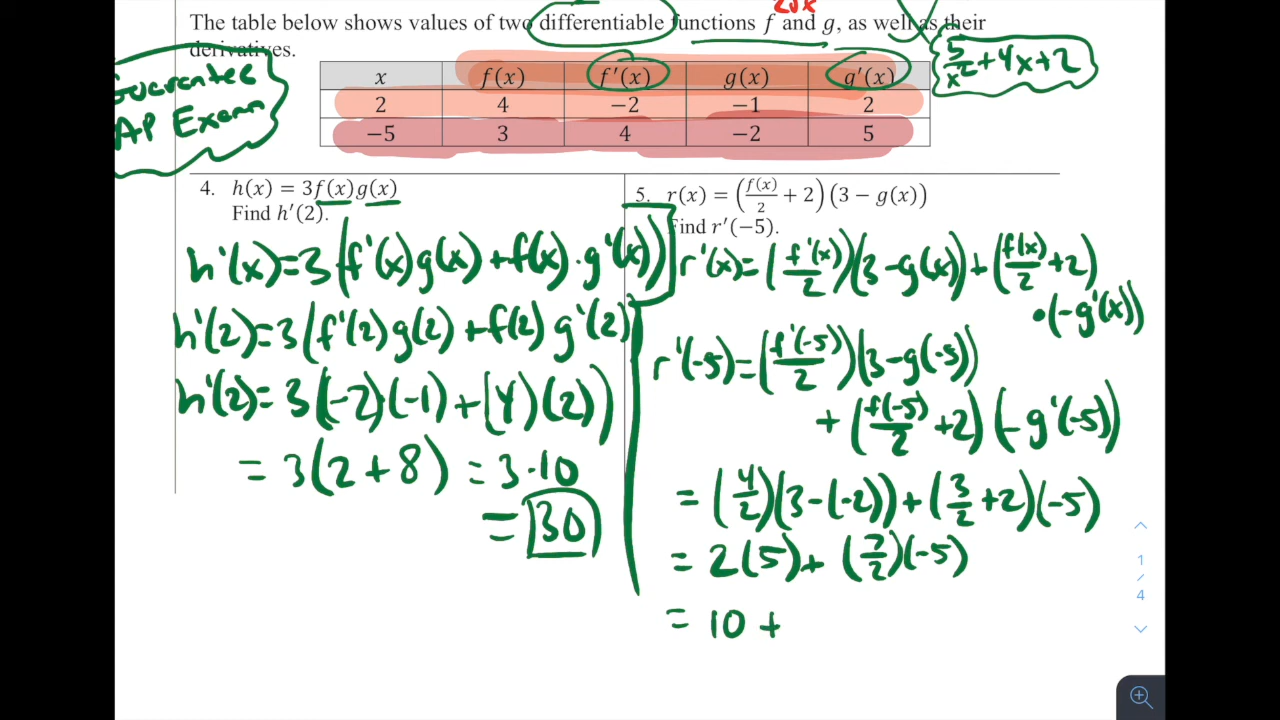 The table below shows values of two differentiable functions f and g, as well as their
derivatives.
5/x² + 4x + 2
Guarantee
AP Exam
x f(x) f'(x) g(x) g'(x)
2 4 −2 −1 2
−5 3 4 −2 5
4. h(x) = 3f(x)g(x)
Find h'(2).
h'(x) = 3(f'(x)g(x) + f(x)·g'(x))
h'(2) = 3(f'(2)g(2) + f(2)g'(2))
h'(2) = 3(-2)(-1) + (4)(2))
= 3(2 + 8) = 3·10
= 30
5. r(x) = (f(x)/2 + 2)(3 − g(x))
Find r'(−5).
r'(x) = (f'(x)/2)(3 - g(x)) + (f(x)/2 + 2)
·(-g'(x))
r'(-5) = (f'(-5)/2)(3 - g(-5))
+ (f(-5)/2 + 2)(-g'(-5))
= (4/2)(3-(-2)) + (3/2 + 2)(-5)
= 2(5) + (7/2)(-5)
= 10 +
1
/
4